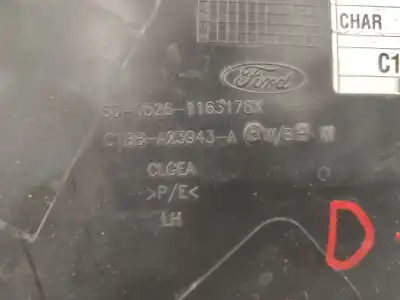 CHAR
C1
Ford
C1BB-A23943-A
CLGEA
>P/E<
LH
D